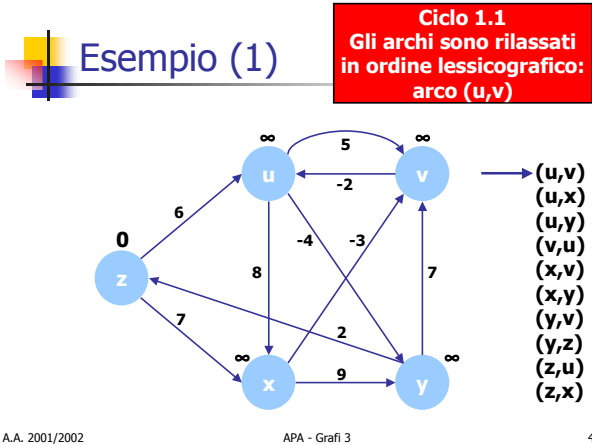 Esempio (1)
Ciclo 1.1
Gli archi sono rilassati
in ordine lessicografico:
arco (u,v)
∞
∞
5
u
v
-2
6
0
-4
-3
z
8
7
7
2
∞
∞
x
9
y
(u,v)
(u,x)
(u,y)
(v,u)
(x,v)
(x,y)
(y,v)
(y,z)
(z,u)
(z,x)
A.A. 2001/2002
APA - Grafi 3
4